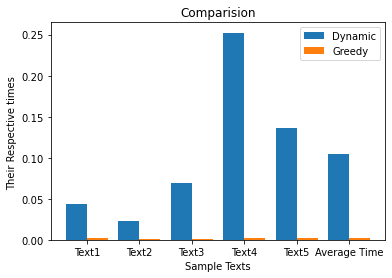 Comparision
Dynamic
Greedy
Their Respective times
0.25
0.20
0.15
0.10
0.05
0.00
Text1 Text2 Text3 Text4 Text5 Average Time
Sample Texts